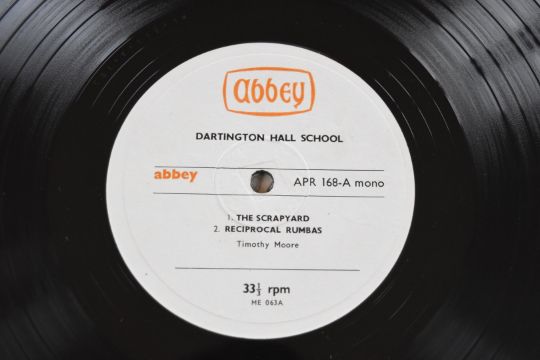 abbey
DARTINGTON HALL SCHOOL
abbey APR 168-A mono
1. THE SCRAPYARD
2. RECIPROCAL RUMBAS
Timothy Moore
33⅓ rpm
ME 063A